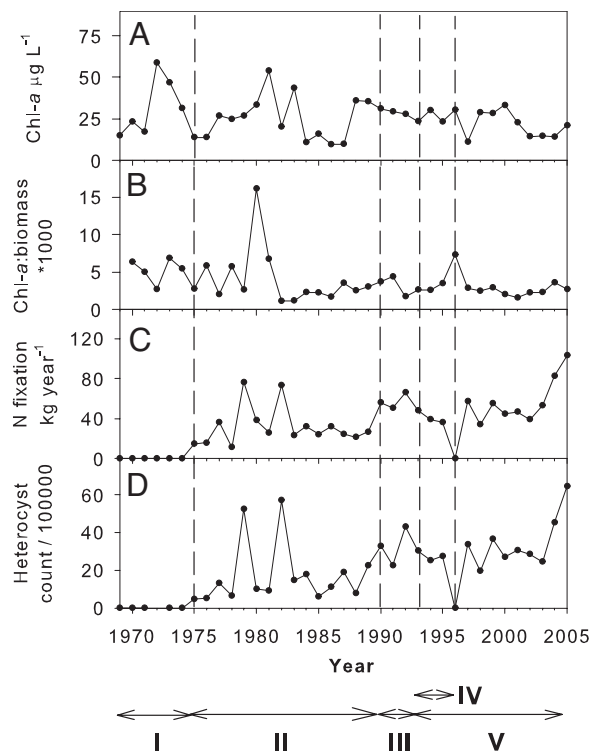 A
Chl-a µg L⁻¹
75
50
25
0
B
Chl-a:biomass
*1000
15
10
5
0
C
N fixation
kg year⁻¹
120
80
40
0
D
Heterocyst
count / 100000
60
40
20
0
1970 1975 1980 1985 1990 1995 2000 2005
Year
IV
I II III V